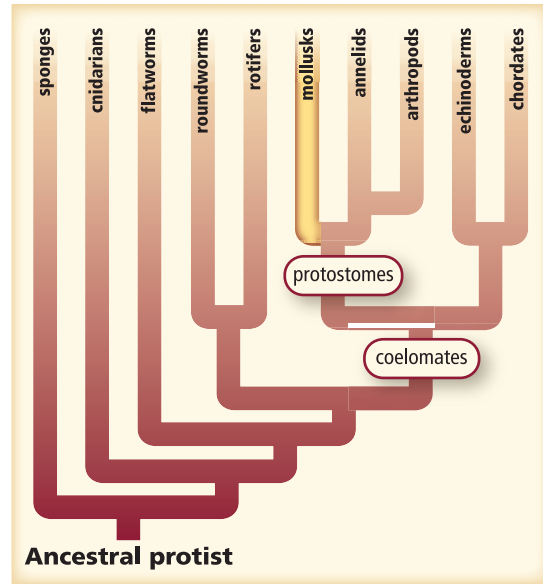 sponges
cnidarians
flatworms
roundworms
rotifers
mollusks
annelids
arthropods
echinoderms
chordates
protostomes
coelomates
Ancestral protist